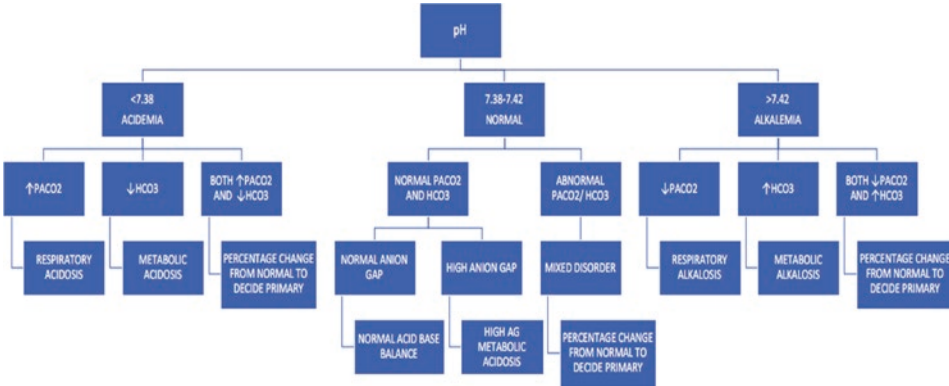 pH
<7.38
ACIDEMIA
7.38-7.42
NORMAL
>7.42
ALKALEMIA
↑PACO2
↓HCO3
BOTH ↑PACO2
AND ↓HCO3
NORMAL PACO2
AND HCO3
ABNORMAL
PACO2/ HCO3
↓PACO2
↑HCO3
BOTH ↓PACO2
AND ↑HCO3
RESPIRATORY
ACIDOSIS
METABOLIC
ACIDOSIS
PERCENTAGE CHANGE
FROM NORMAL TO
DECIDE PRIMARY
NORMAL ANION
GAP
HIGH ANION GAP
MIXED DISORDER
RESPIRATORY
ALKALOSIS
METABOLIC
ALKALOSIS
PERCENTAGE CHANGE
FROM NORMAL TO
DECIDE PRIMARY
NORMAL ACID BASE
BALANCE
HIGH AG
METABOLIC
ACIDOSIS
PERCENTAGE CHANGE
FROM NORMAL TO
DECIDE PRIMARY